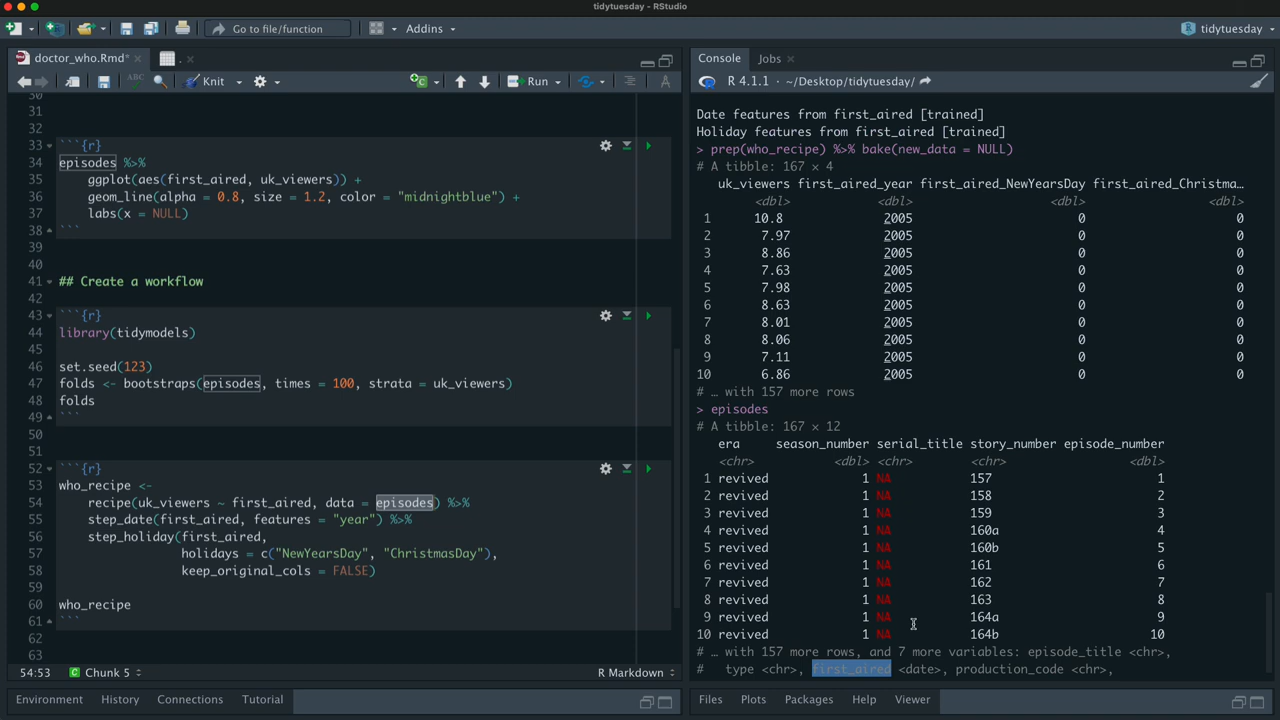 tidytuesday - RStudio
Go to file/function
Addins
tidytuesday
doctor_who.Rmd*
.
ABC
Knit
Run
30
31
32
33 ```{r}
34 episodes %>%
35 ggplot(aes(first_aired, uk_viewers)) +
36 geom_line(alpha = 0.8, size = 1.2, color = "midnightblue") +
37 labs(x = NULL)
38 ```
39
40
41 ## Create a workflow
42
43 ```{r}
44 library(tidymodels)
45
46 set.seed(123)
47 folds <- bootstraps(episodes, times = 100, strata = uk_viewers)
48 folds
49 ```
50
51
52 ```{r}
53 who_recipe <-
54 recipe(uk_viewers ~ first_aired, data = episodes) %>%
55 step_date(first_aired, features = "year") %>%
56 step_holiday(first_aired,
57 holidays = c("NewYearsDay", "ChristmasDay"),
58 keep_original_cols = FALSE)
59
60 who_recipe
61 ```
62
63
54:53 Chunk 5 R Markdown
Environment History Connections Tutorial
Console Jobs
R 4.1.1 · ~/Desktop/tidytuesday/
Date features from first_aired [trained]
Holiday features from first_aired [trained]
> prep(who_recipe) %>% bake(new_data = NULL)
# A tibble: 167 × 4
uk_viewers first_aired_year first_aired_NewYearsDay first_aired_Christma…
<dbl> <dbl> <dbl> <dbl>
1 10.8 2005 0 0
2 7.97 2005 0 0
3 8.86 2005 0 0
4 7.63 2005 0 0
5 7.98 2005 0 0
6 8.63 2005 0 0
7 8.01 2005 0 0
8 8.06 2005 0 0
9 7.11 2005 0 0
10 6.86 2005 0 0
# … with 157 more rows
> episodes
# A tibble: 167 × 12
era season_number serial_title story_number episode_number
<chr> <dbl> <chr> <chr> <dbl>
1 revived 1 NA 157 1
2 revived 1 NA 158 2
3 revived 1 NA 159 3
4 revived 1 NA 160a 4
5 revived 1 NA 160b 5
6 revived 1 NA 161 6
7 revived 1 NA 162 7
8 revived 1 NA 163 8
9 revived 1 NA 164a 9
10 revived 1 NA 164b 10
# … with 157 more rows, and 7 more variables: episode_title <chr>,
# type <chr>, first_aired <date>, production_code <chr>,
Files Plots Packages Help Viewer